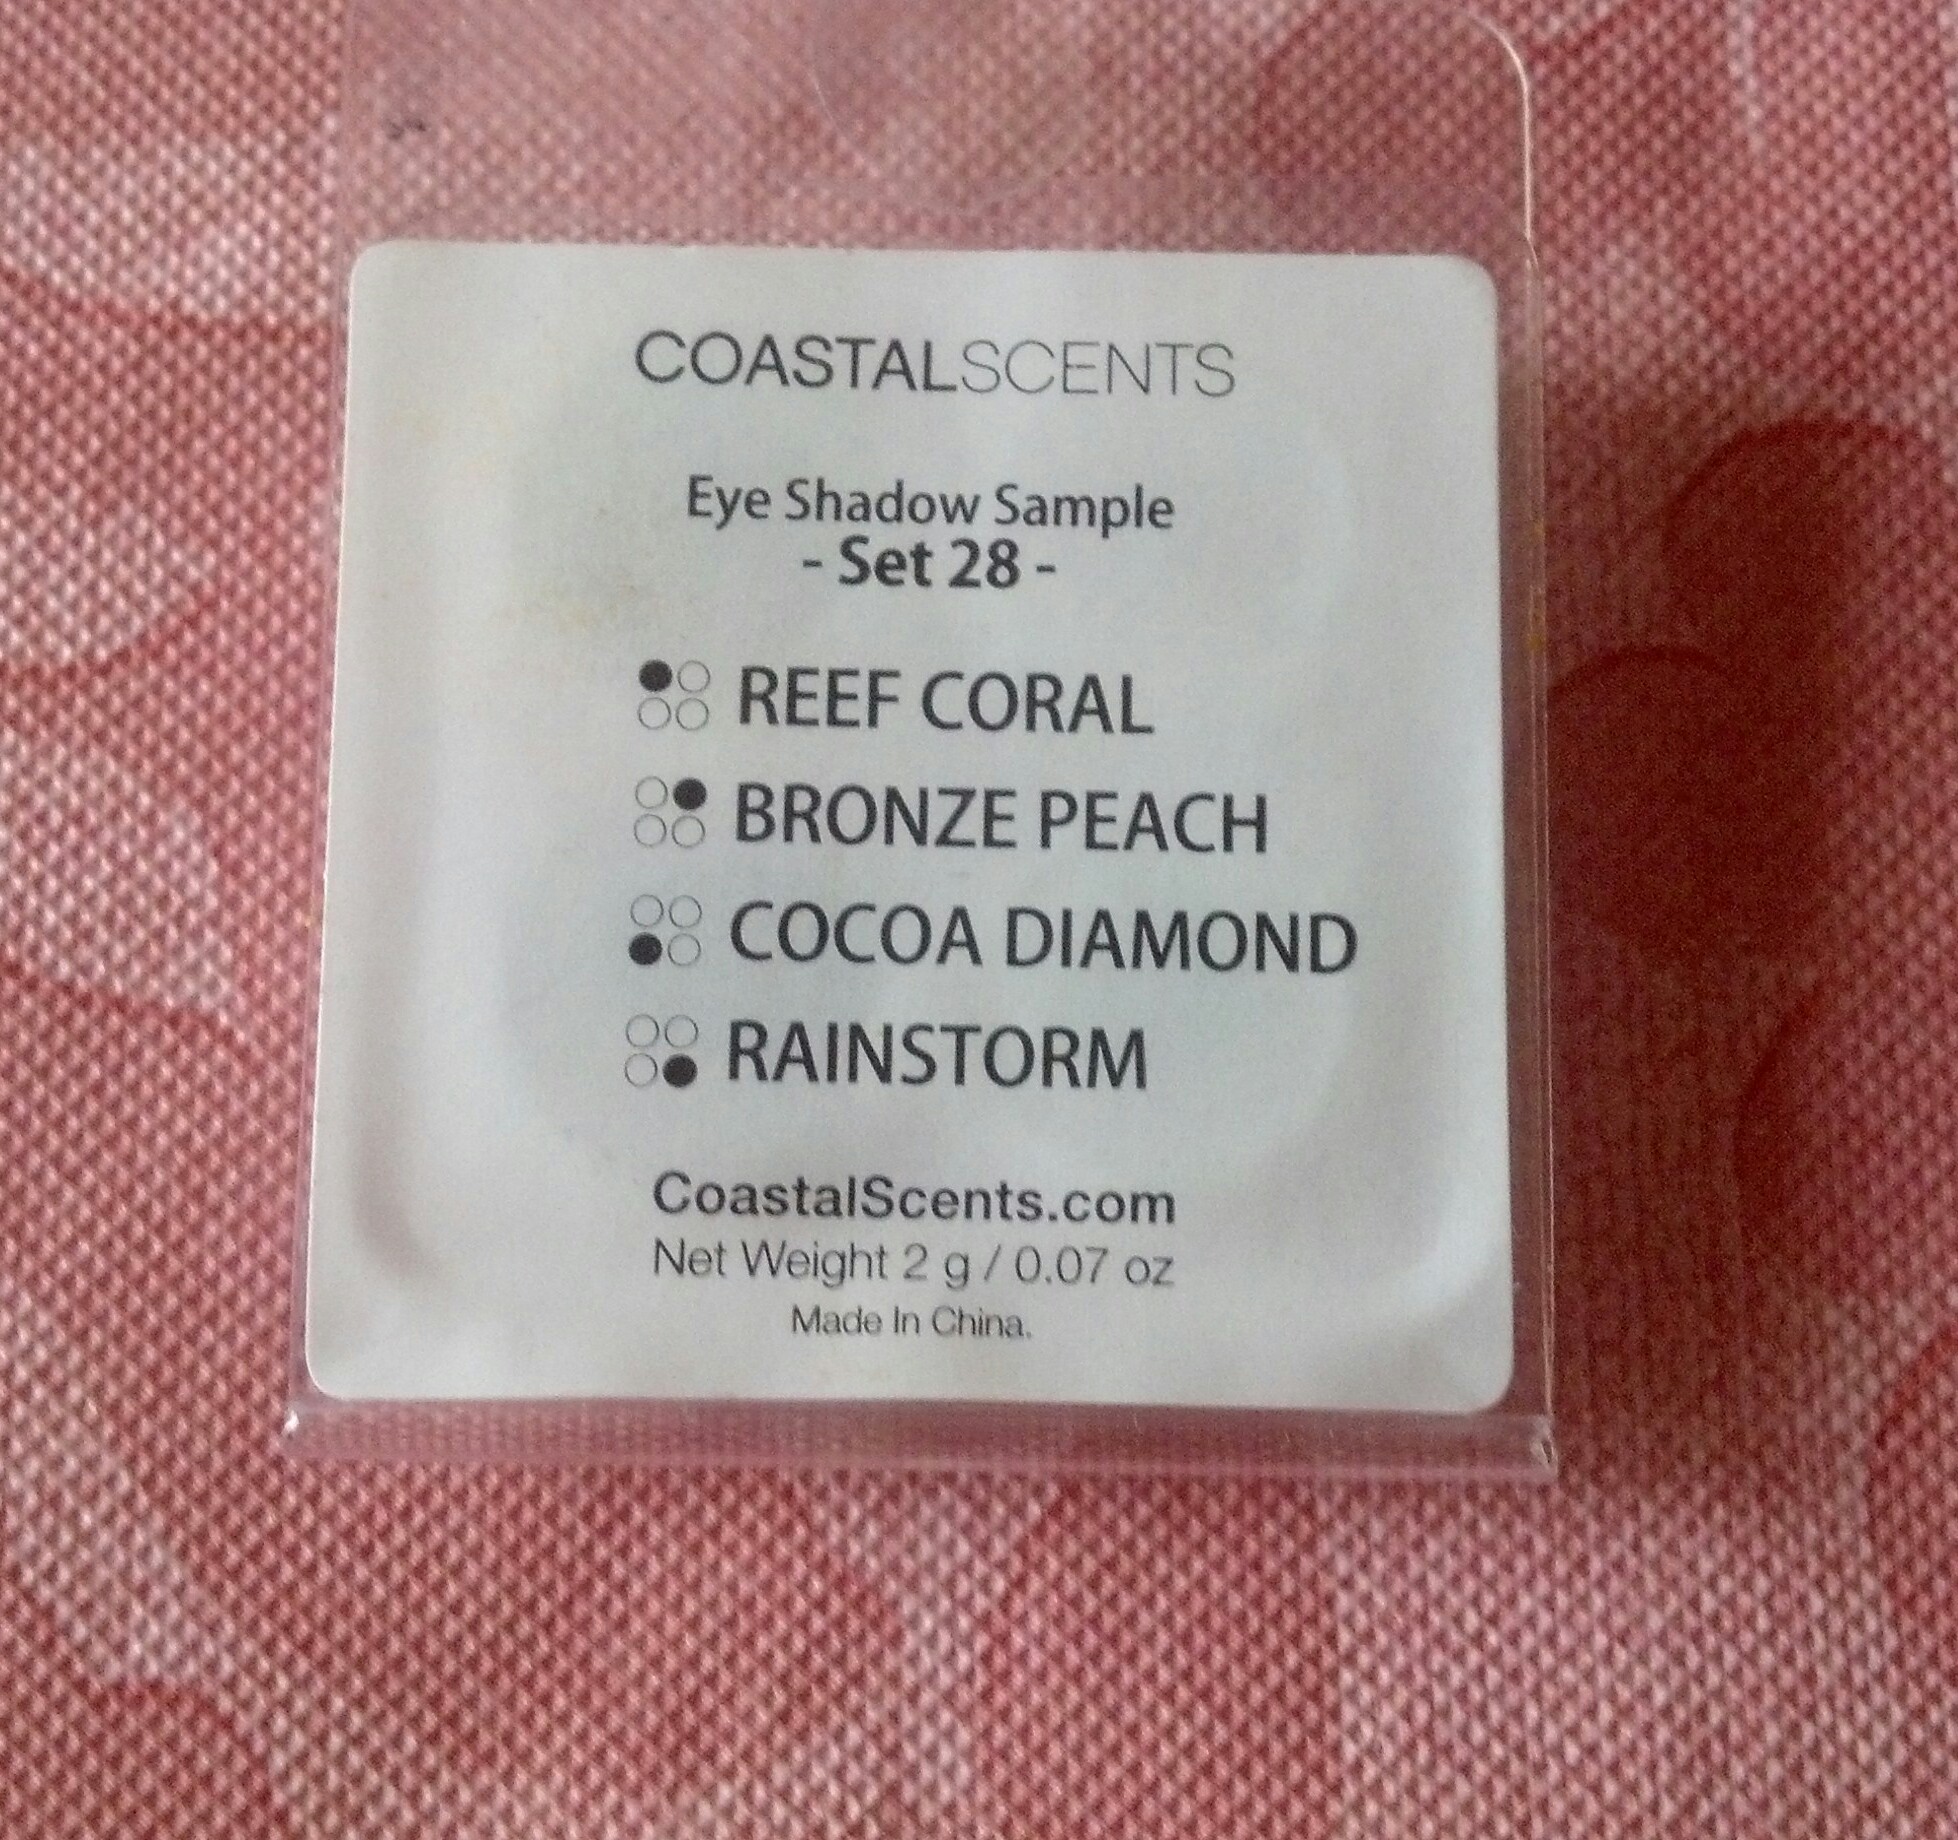 COASTALSCENTS
Eye Shadow Sample
- Set 28 -
REEF CORAL
BRONZE PEACH
COCOA DIAMOND
RAINSTORM
CoastalScents.com
Net Weight 2 g / 0.07 oz
Made In China.